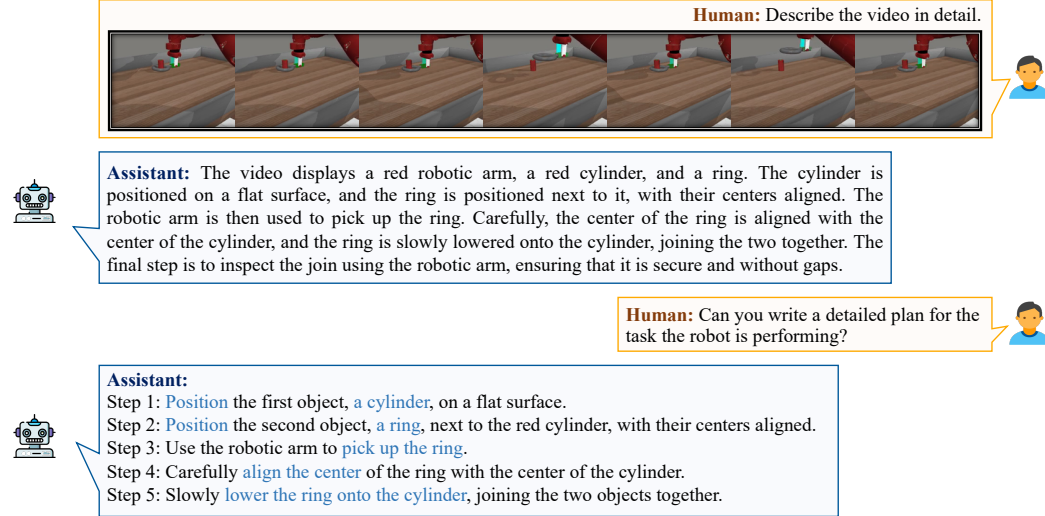 Human: Describe the video in detail.
Assistant: The video displays a red robotic arm, a red cylinder, and a ring. The cylinder is
positioned on a flat surface, and the ring is positioned next to it, with their centers aligned. The
robotic arm is then used to pick up the ring. Carefully, the center of the ring is aligned with the
center of the cylinder, and the ring is slowly lowered onto the cylinder, joining the two together. The
final step is to inspect the join using the robotic arm, ensuring that it is secure and without gaps.
Human: Can you write a detailed plan for the
task the robot is performing?
Assistant:
Step 1: Position the first object, a cylinder, on a flat surface.
Step 2: Position the second object, a ring, next to the red cylinder, with their centers aligned.
Step 3: Use the robotic arm to pick up the ring.
Step 4: Carefully align the center of the ring with the center of the cylinder.
Step 5: Slowly lower the ring onto the cylinder, joining the two objects together.